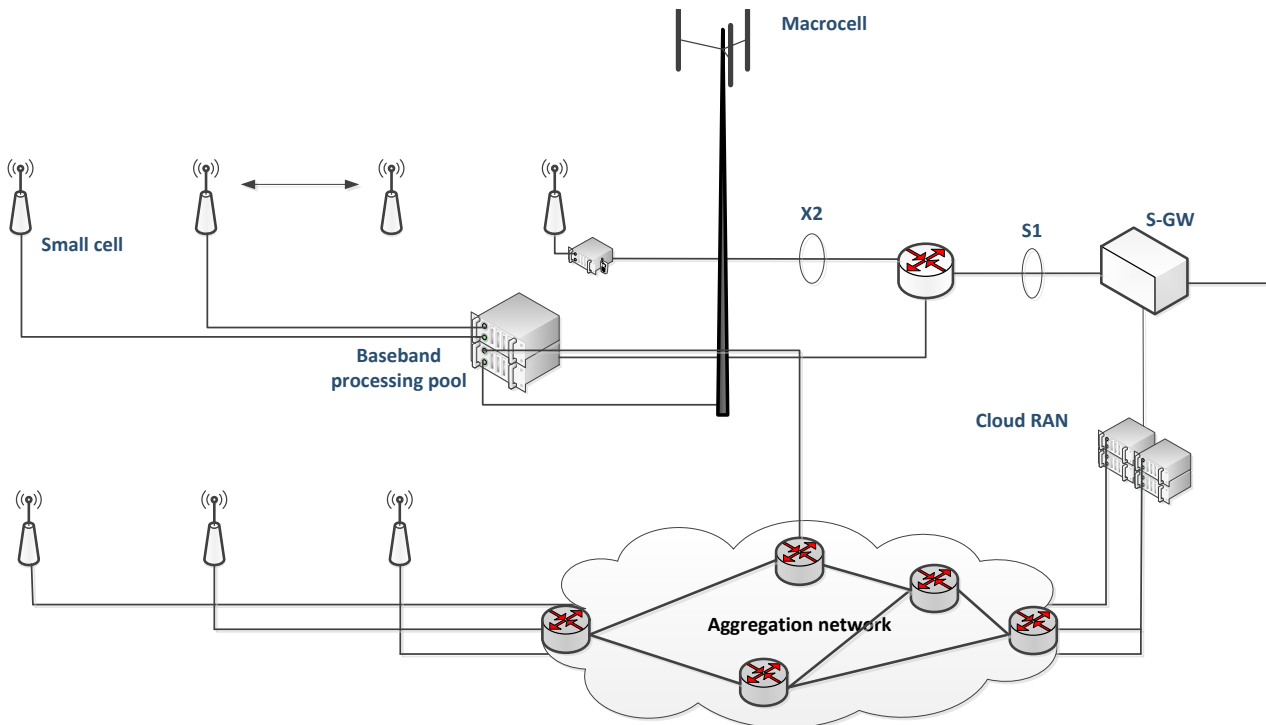 Macrocell
Small cell
X2
S1
S-GW
Baseband
processing pool
Cloud RAN
Aggregation network